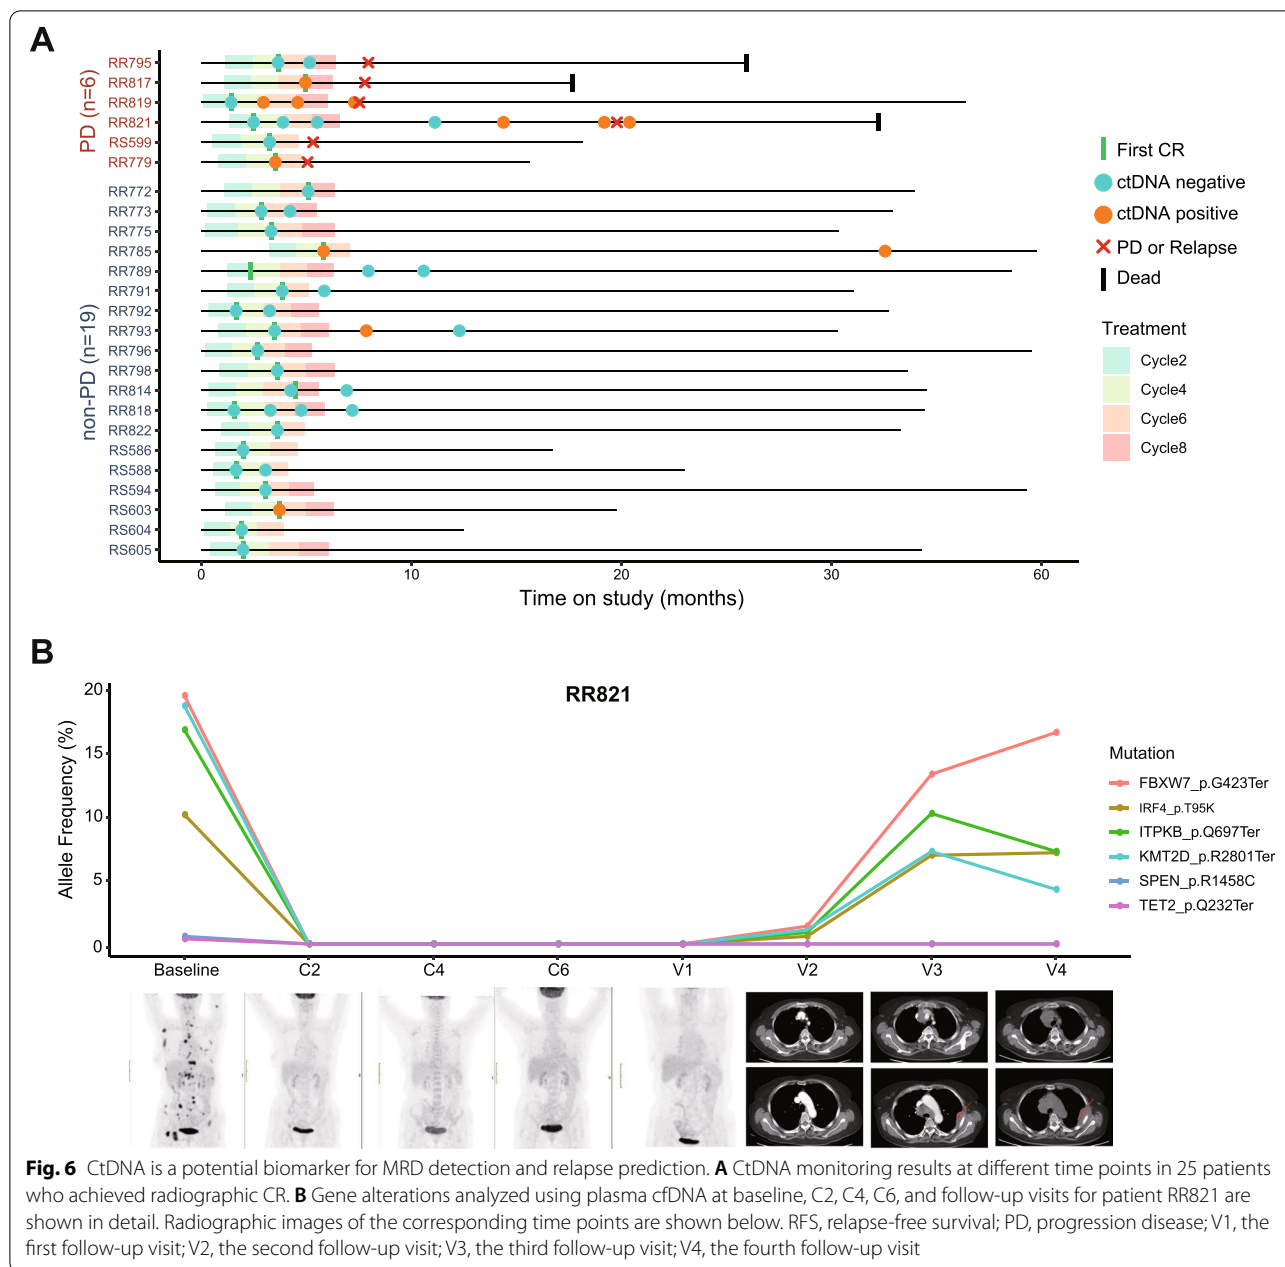 A
PD (n=6)
RR795
RR817
RR819
RR821
RS599
RR779
non-PD (n=19)
RR772
RR773
RR775
RR785
RR789
RR791
RR792
RR793
RR796
RR798
RR814
RR818
RR822
RS586
RS588
RS594
RS603
RS604
RS605
0 10 20 30 60
Time on study (months)
First CR
ctDNA negative
ctDNA positive
PD or Relapse
Dead
Treatment
Cycle2
Cycle4
Cycle6
Cycle8
B
RR821
Allele Frequency (%)
20
15
10
5
0
Baseline C2 C4 C6 V1 V2 V3 V4
Mutation
FBXW7_p.G423Ter
IRF4_p.T95K
ITPKB_p.Q697Ter
KMT2D_p.R2801Ter
SPEN_p.R1458C
TET2_p.Q232Ter
Fig. 6 CtDNA is a potential biomarker for MRD detection and relapse prediction. A CtDNA monitoring results at different time points in 25 patients
who achieved radiographic CR. B Gene alterations analyzed using plasma cfDNA at baseline, C2, C4, C6, and follow-up visits for patient RR821 are
shown in detail. Radiographic images of the corresponding time points are shown below. RFS, relapse-free survival; PD, progression disease; V1, the
first follow-up visit; V2, the second follow-up visit; V3, the third follow-up visit; V4, the fourth follow-up visit